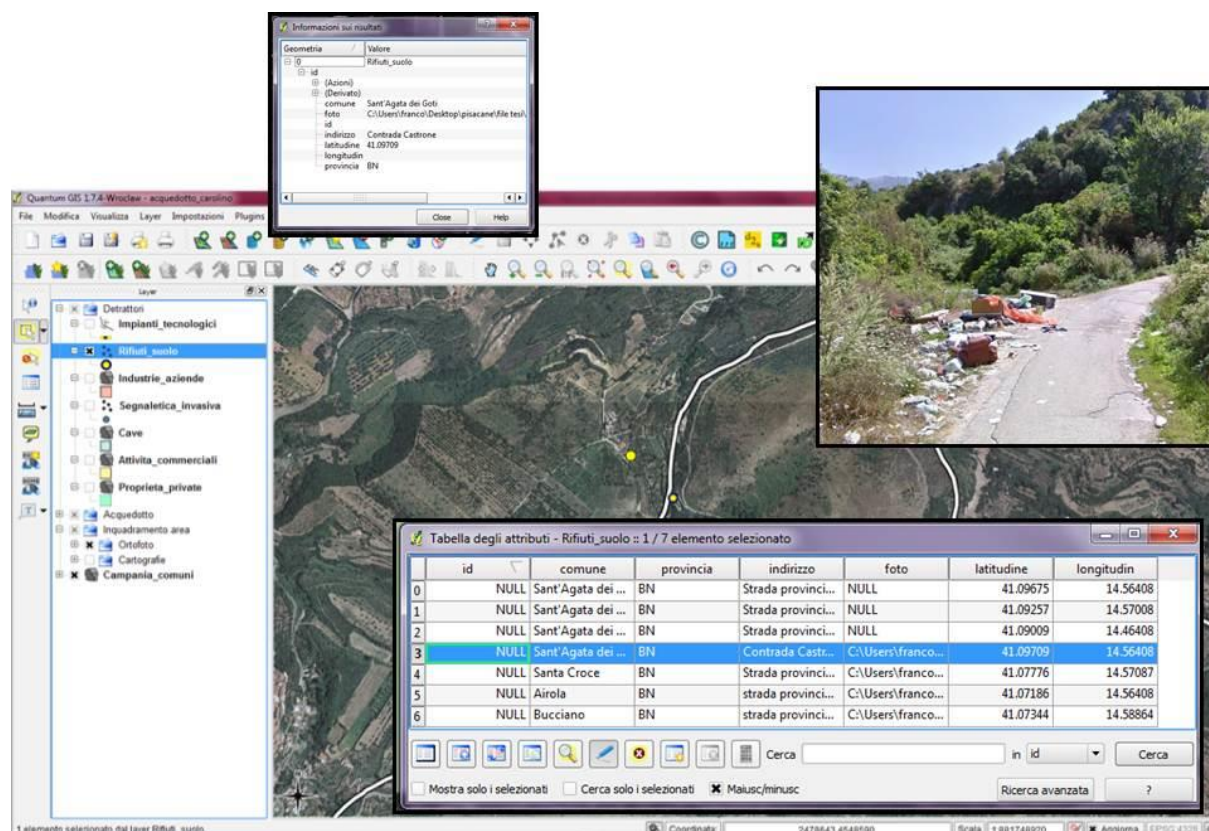 Informazioni sui risultati
Geometria Valore
0 Rifiuti_suolo
id
(Azioni)
(Derivato)
comune Sant'Agata dei Goti
foto C:\Users\franco\Desktop\pisacane\file tesi\
id
indirizzo Contrada Castrone
latitudine 41.09709
longitudin
provincia BN
Close Help
Quantum GIS 1.7.4-Wroclaw - acquedotto_carolino
File Modifica Visualizza Layer Impostazioni Plugins
Layer
Detrattori
Impianti_tecnologici
Rifiuti_suolo
Industrie_aziende
Segnaletica_invasiva
Cave
Attivita_commerciali
Proprieta_private
Acquedotto
Inquadramento area
Ortofoto
Cartografie
Campania_comuni
Tabella degli attributi - Rifiuti_suolo :: 1 / 7 elemento selezionato
id comune provincia indirizzo foto latitudine longitudin
0 NULL Sant'Agata dei ... BN Strada provinci... NULL 41.09675 14.56408
1 NULL Sant'Agata dei ... BN Strada provinci... NULL 41.09257 14.57008
2 NULL Sant'Agata dei ... BN Strada provinci... NULL 41.09009 14.46408
3 NULL Sant'Agata dei ... BN Contrada Castr... C:\Users\franco... 41.09709 14.56408
4 NULL Santa Croce BN Strada provinci... C:\Users\franco... 41.07776 14.57087
5 NULL Airola BN strada provinci... C:\Users\franco... 41.07186 14.56408
6 NULL Bucciano BN strada provinci... C:\Users\franco... 41.07344 14.58864
Cerca in id Cerca
Mostra solo i selezionati Cerca solo i selezionati Maiusc/minusc Ricerca avanzata ?
1 elemento selezionato dal layer Rifiuti_suolo Coordinata: Scala